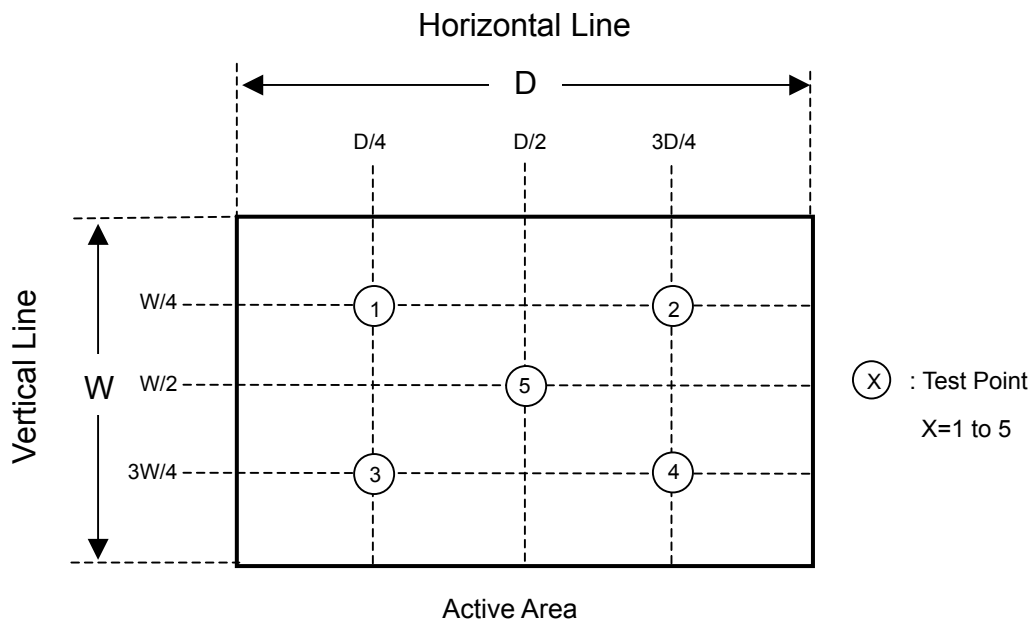 Horizontal Line
D
D/4 D/2 3D/4
Vertical Line
W
W/4
W/2
3W/4
1 2
5
3 4
X : Test Point
X=1 to 5
Active Area